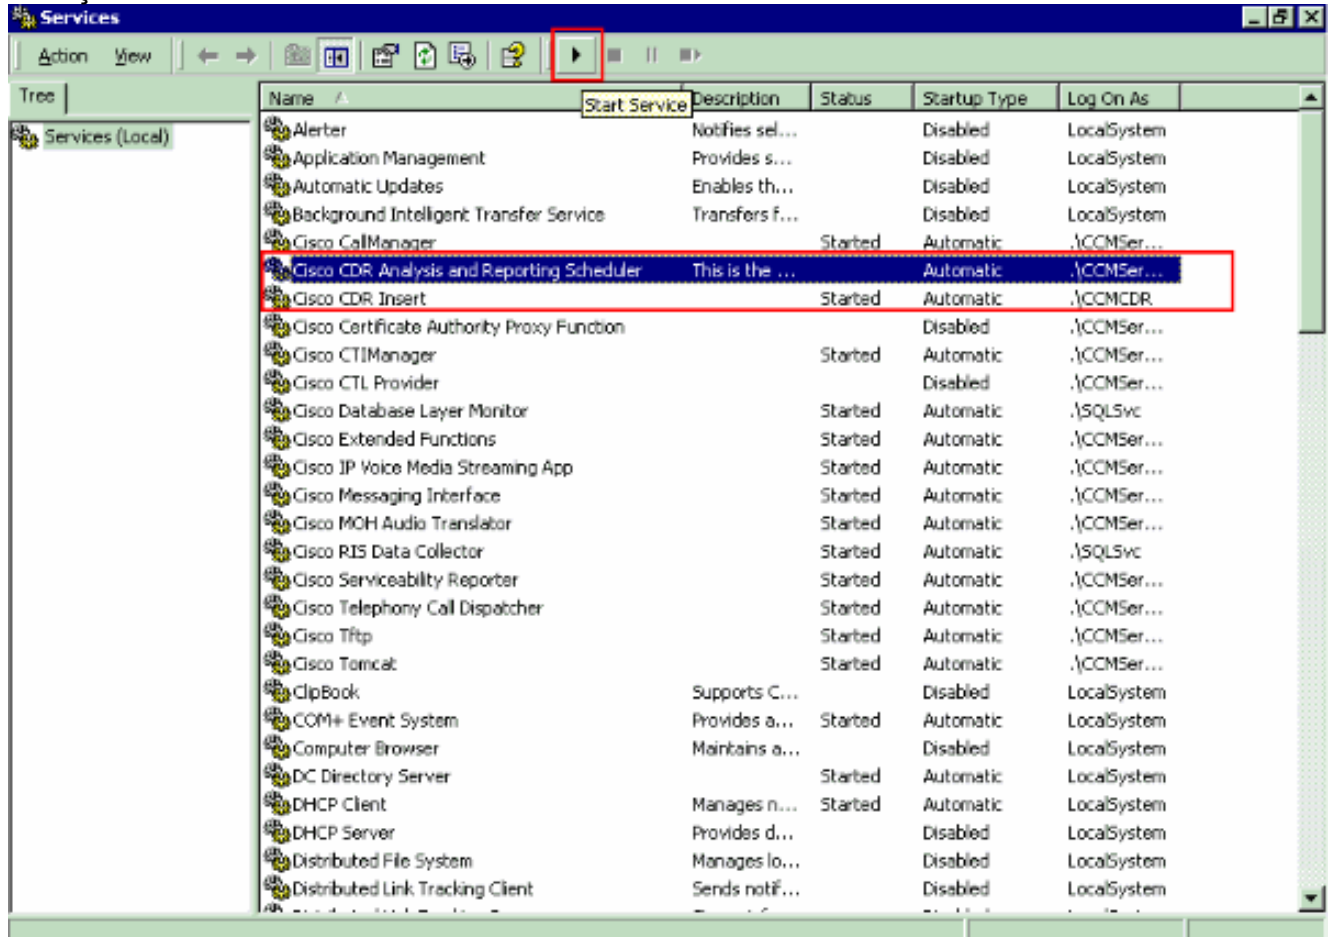 Services
Action View
Tree
Name Start Service Description Status Startup Type Log On As
Services (Local)
Alerter Notifies sel... Disabled LocalSystem
Application Management Provides s... Disabled LocalSystem
Automatic Updates Enables th... Disabled LocalSystem
Background Intelligent Transfer Service Transfers f... Disabled LocalSystem
Cisco CallManager Started Automatic .\CCMSer...
Cisco CDR Analysis and Reporting Scheduler This is the ... Automatic .\CCMSer...
Cisco CDR Insert Started Automatic .\CCMCDR
Cisco Certificate Authority Proxy Function Disabled .\CCMSer...
Cisco CTIManager Started Automatic .\CCMSer...
Cisco CTL Provider Disabled .\CCMSer...
Cisco Database Layer Monitor Started Automatic .\SQLSvc
Cisco Extended Functions Started Automatic .\CCMSer...
Cisco IP Voice Media Streaming App Started Automatic .\CCMSer...
Cisco Messaging Interface Started Automatic .\CCMSer...
Cisco MOH Audio Translator Started Automatic .\CCMSer...
Cisco RIS Data Collector Started Automatic .\SQLSvc
Cisco Serviceability Reporter Started Automatic .\CCMSer...
Cisco Telephony Call Dispatcher Started Automatic .\CCMSer...
Cisco Tftp Started Automatic .\CCMSer...
Cisco Tomcat Started Automatic .\CCMSer...
ClipBook Supports C... Disabled LocalSystem
COM+ Event System Provides a... Started Automatic LocalSystem
Computer Browser Maintains a... Disabled LocalSystem
DC Directory Server Started Automatic LocalSystem
DHCP Client Manages n... Started Automatic LocalSystem
DHCP Server Provides d... Disabled LocalSystem
Distributed File System Manages lo... Disabled LocalSystem
Distributed Link Tracking Client Sends notif... Disabled LocalSystem